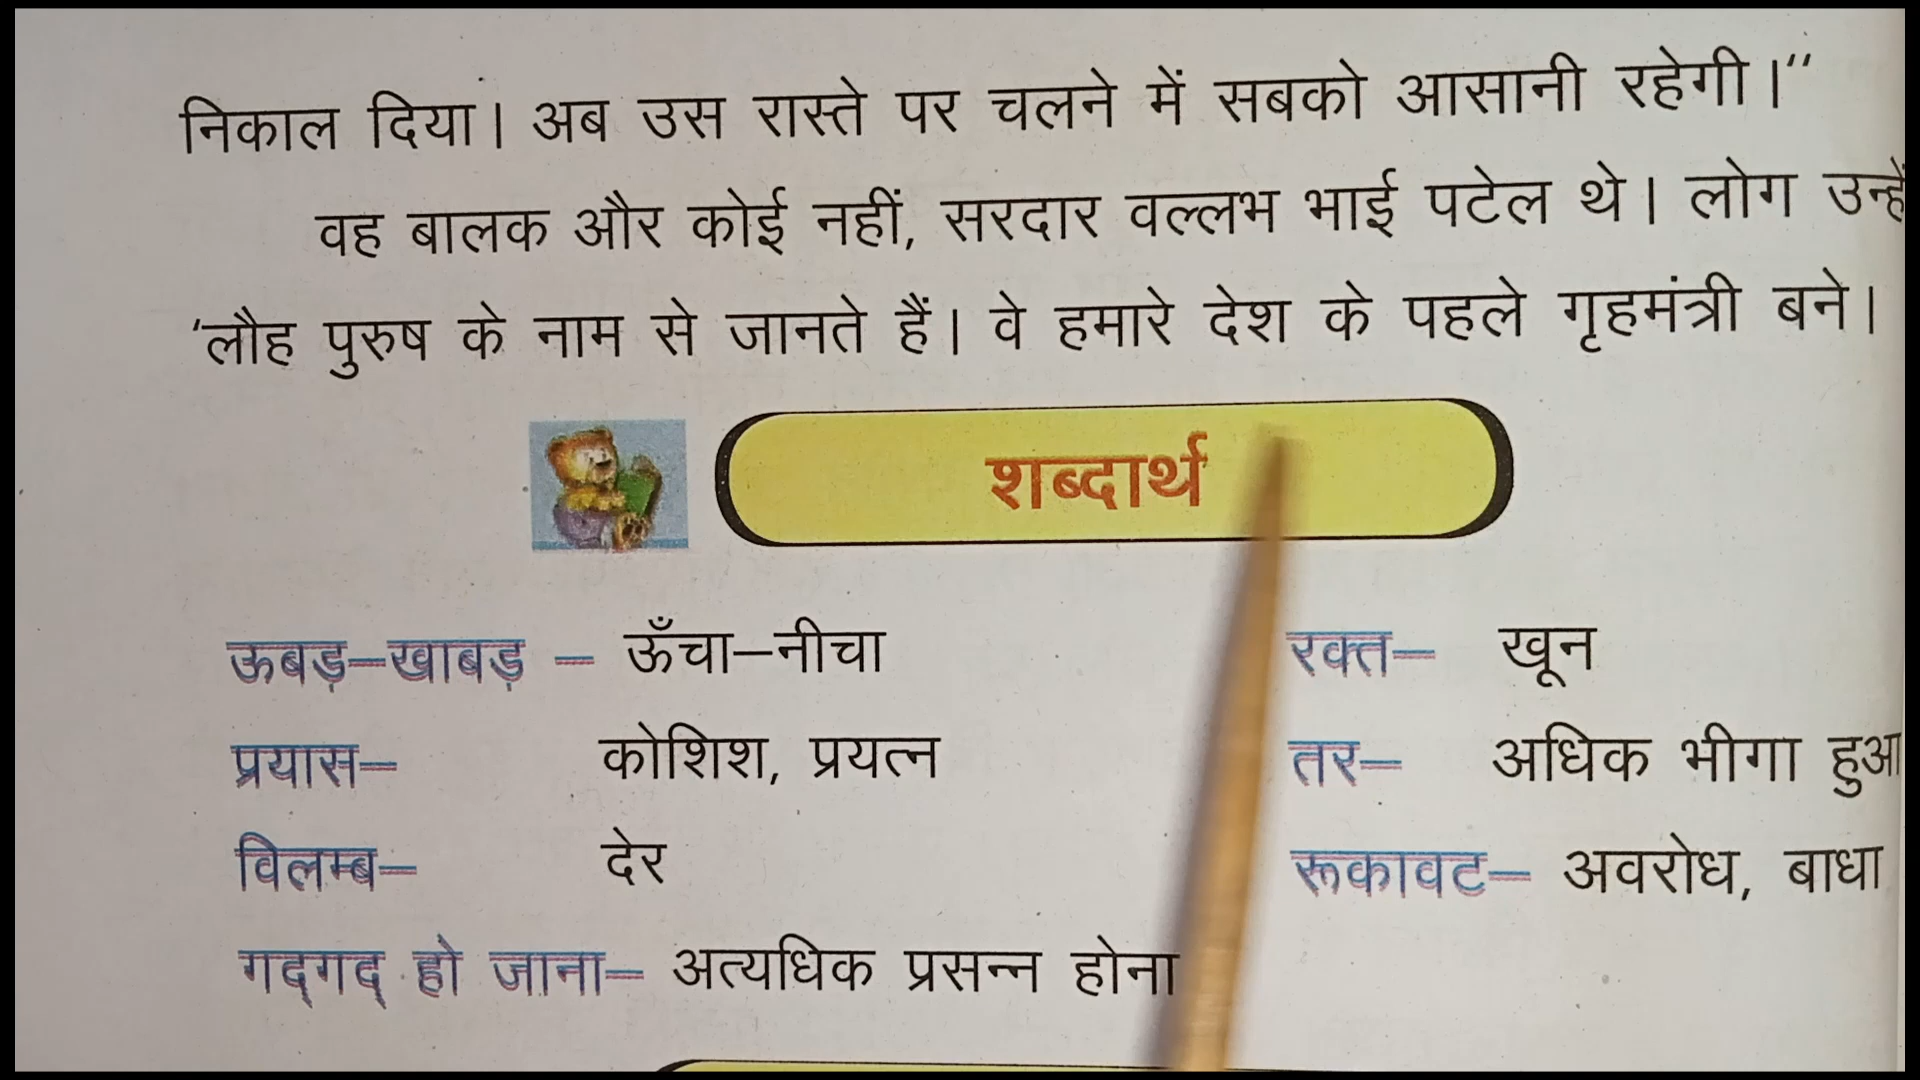 निकाल दिया। अब उस रास्ते पर चलने में सबको आसानी रहेगी।”
वह बालक और कोई नहीं, सरदार वल्लभ भाई पटेल थे। लोग उन्हें
‘लौह पुरुष के नाम से जानते हैं। वे हमारे देश के पहले गृहमंत्री बने।
शब्दार्थ
ऊबड़–खाबड़ – ऊँचा–नीचा रक्त– खून
प्रयास– कोशिश, प्रयत्न तर– अधिक भीगा हुआ
विलम्ब– देर रूकावट– अवरोध, बाधा
गद्गद् हो जाना– अत्यधिक प्रसन्न होना